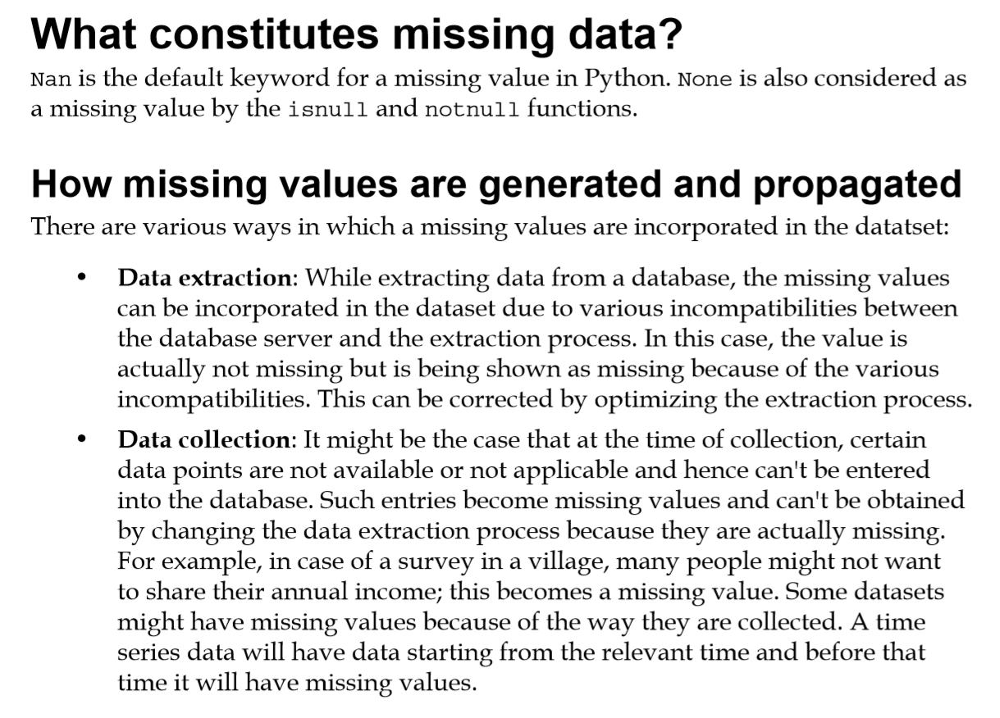 What constitutes missing data?
Nan is the default keyword for a missing value in Python. None is also considered as
a missing value by the isnull and notnull functions.
How missing values are generated and propagated
There are various ways in which a missing values are incorporated in the datatset:
• Data extraction: While extracting data from a database, the missing values
can be incorporated in the dataset due to various incompatibilities between
the database server and the extraction process. In this case, the value is
actually not missing but is being shown as missing because of the various
incompatibilities. This can be corrected by optimizing the extraction process.
• Data collection: It might be the case that at the time of collection, certain
data points are not available or not applicable and hence can't be entered
into the database. Such entries become missing values and can't be obtained
by changing the data extraction process because they are actually missing.
For example, in case of a survey in a village, many people might not want
to share their annual income; this becomes a missing value. Some datasets
might have missing values because of the way they are collected. A time
series data will have data starting from the relevant time and before that
time it will have missing values.